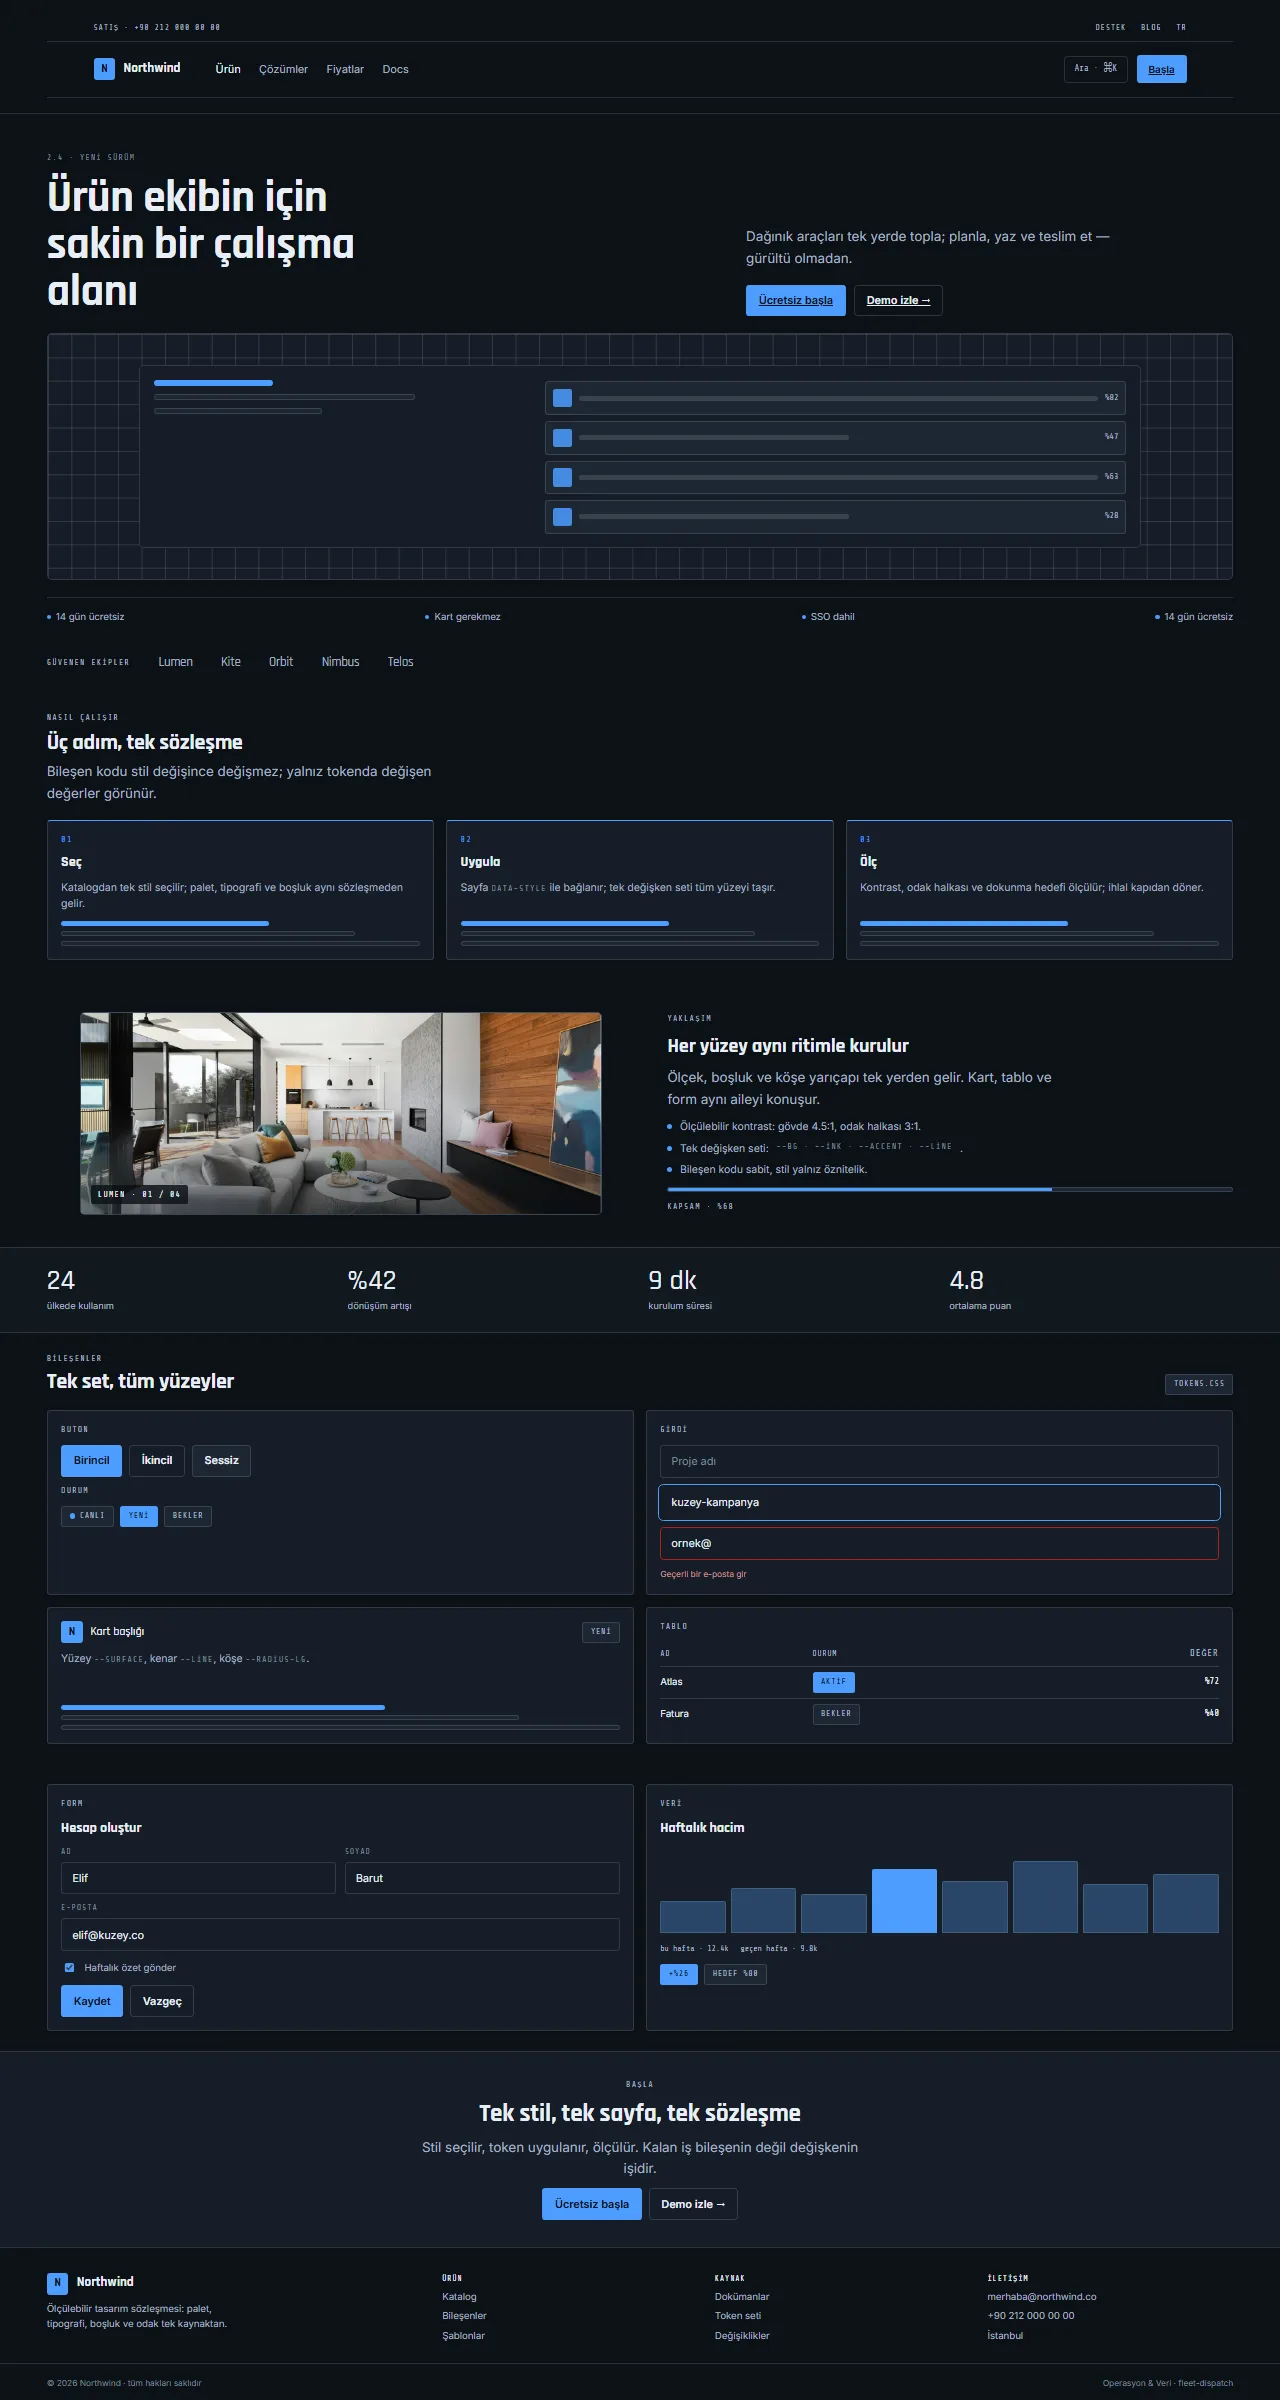 SATIŞ · +90 212 000 00 00
DESTEK BLOG TR
N Northwind Ürün Çözümler Fiyatlar Docs
Ara · ⌘K Başla
2.4 · YENİ SÜRÜM
Ürün ekibin için
sakin bir çalışma
alanı
Dağınık araçları tek yerde topla; planla, yaz ve teslim et —
gürültü olmadan.
Ücretsiz başla Demo izle →
%82
%47
%63
%28
14 gün ücretsiz Kart gerekmez SSO dahil 14 gün ücretsiz
GÜVENEN EKİPLER Lumen Kite Orbit Nimbus Telos
NASIL ÇALIŞIR
Üç adım, tek sözleşme
Bileşen kodu stil değişince değişmez; yalnız tokenda değişen
değerler görünür.
01
Seç
Katalogdan tek stil seçilir; palet, tipografi ve boşluk aynı sözleşmeden
gelir.
02
Uygula
Sayfa DATA-STYLE ile bağlanır; tek değişken seti tüm yüzeyi taşır.
03
Ölç
Kontrast, odak halkası ve dokunma hedefi ölçülür; ihlal kapıdan döner.
LUMEN · 01 / 04
YAKLAŞIM
Her yüzey aynı ritimle kurulur
Ölçek, boşluk ve köşe yarıçapı tek yerden gelir. Kart, tablo ve
form aynı aileyi konuşur.
Ölçülebilir kontrast: gövde 4.5:1, odak halkası 3:1.
Tek değişken seti: --BG · --INK · --ACCENT · --LINE .
Bileşen kodu sabit, stil yalnız öznitelik.
KAPSAM · %68
24
ülkede kullanım
%42
dönüşüm artışı
9 dk
kurulum süresi
4.8
ortalama puan
BİLEŞENLER
Tek set, tüm yüzeyler
TOKENS.CSS
BUTON
Birincil İkincil Sessiz
DURUM
CANLI YENİ BEKLER
GİRDİ
Proje adı
kuzey-kampanya
ornek@
Geçerli bir e-posta gir
N Kart başlığı YENİ
Yüzey --SURFACE, kenar --LINE, köşe --RADIUS-LG.
TABLO
AD DURUM DEĞER
Atlas AKTİF %72
Fatura BEKLER %40
FORM
Hesap oluştur
AD SOYAD
Elif Barut
E-POSTA
elif@kuzey.co
Haftalık özet gönder
Kaydet Vazgeç
VERİ
Haftalık hacim
bu hafta · 12.4k geçen hafta · 9.8k
+%26 HEDEF %80
BAŞLA
Tek stil, tek sayfa, tek sözleşme
Stil seçilir, token uygulanır, ölçülür. Kalan iş bileşenin değil değişkenin
işidir.
Ücretsiz başla Demo izle →
N Northwind
Ölçülebilir tasarım sözleşmesi: palet,
tipografi, boşluk ve odak tek kaynaktan.
ÜRÜN
Katalog
Bileşenler
Şablonlar
KAYNAK
Dokümanlar
Token seti
Değişiklikler
İLETİŞİM
merhaba@northwind.co
+90 212 000 00 00
İstanbul
© 2026 Northwind · tüm hakları saklıdır
Operasyon & Veri · fleet-dispatch